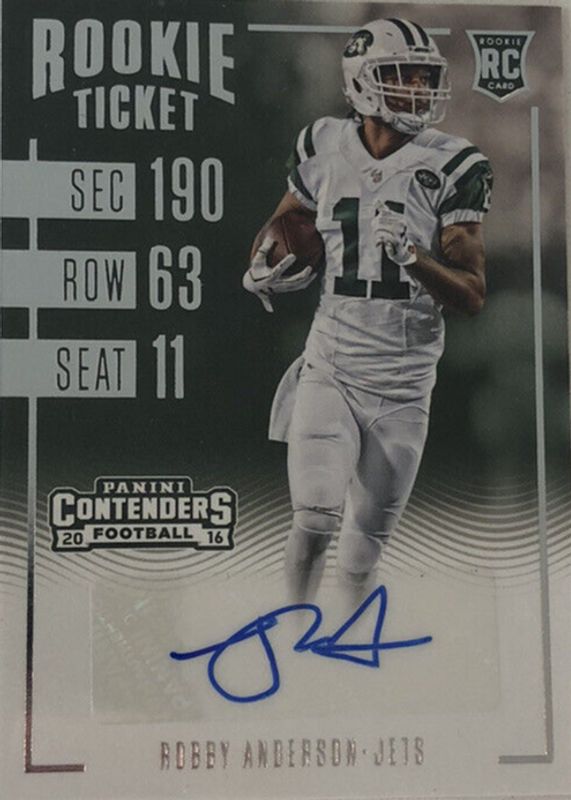 ROOKIE
TICKET
ROOKIE
RC
CARD
SEC 190
ROW 63
SEAT 11
11
PANINI
CONTENDERS
FOOTBALL
20 16
ROBBY ANDERSON·JETS